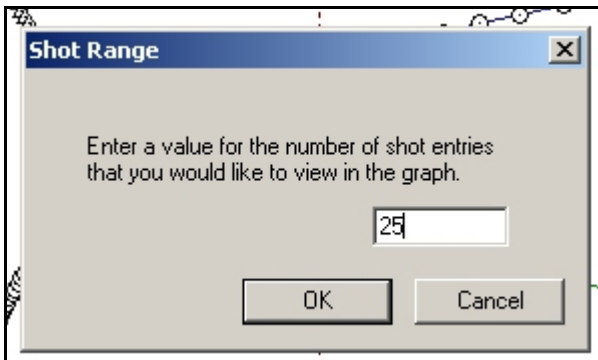 Shot Range
Enter a value for the number of shot entries
that you would like to view in the graph.
25
OK
Cancel